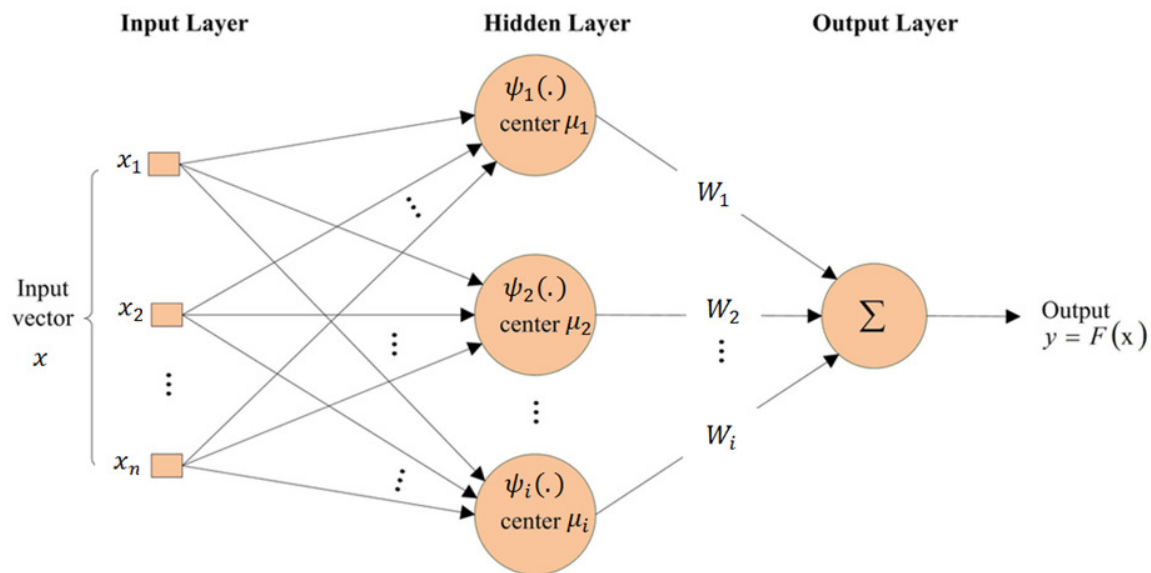 Input Layer
Hidden Layer
Output Layer
ψ₁(.)
center μ₁
x₁
W₁
Input
vector
x
x₂
ψ₂(.)
center μ₂
W₂
Σ
Output
y = F(x)
xₙ
ψᵢ(.)
center μᵢ
Wᵢ